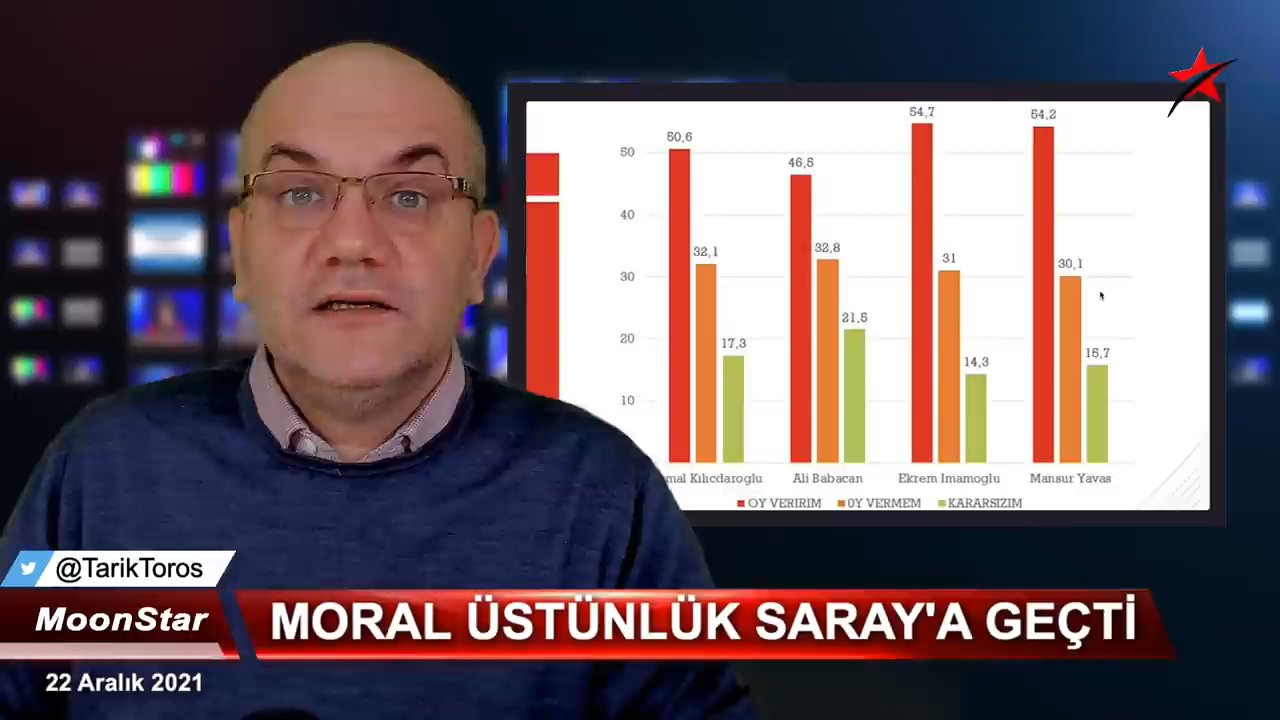 54,7
54,2
50,6
50
46,5
40
32,1
32,8
31
30,1
30
21,5
20
17,3
14,3
15,7
10
mal Kılıcdaroglu Ali Babacan Ekrem Imamoglu Mansur Yavas
OY VERIRIM OY VERMEM KARARSIZIM
@TarikToros
MoonStar
MORAL ÜSTÜNLÜK SARAY'A GEÇTİ
22 Aralık 2021